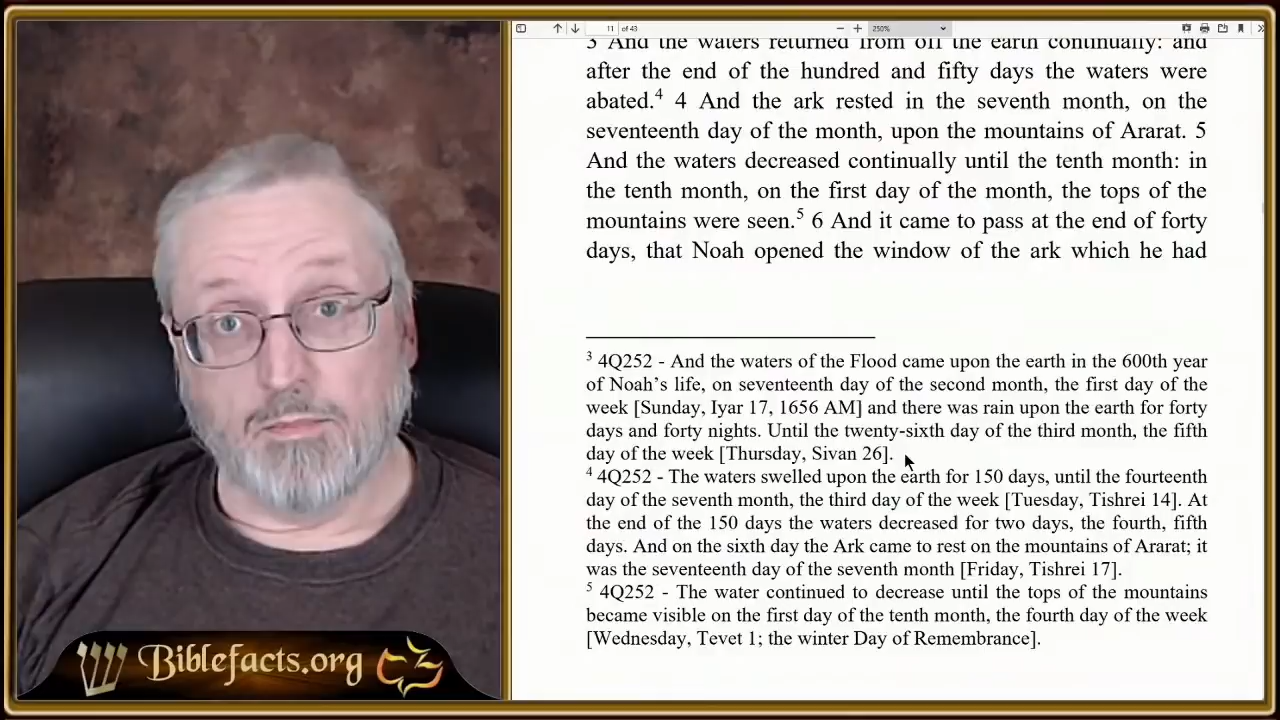 11 of 43
250%
3 And the waters returned from off the earth continually: and
after the end of the hundred and fifty days the waters were
abated.4 4 And the ark rested in the seventh month, on the
seventeenth day of the month, upon the mountains of Ararat. 5
And the waters decreased continually until the tenth month: in
the tenth month, on the first day of the month, the tops of the
mountains were seen.5 6 And it came to pass at the end of forty
days, that Noah opened the window of the ark which he had
3 4Q252 - And the waters of the Flood came upon the earth in the 600th year
of Noah's life, on seventeenth day of the second month, the first day of the
week [Sunday, Iyar 17, 1656 AM] and there was rain upon the earth for forty
days and forty nights. Until the twenty-sixth day of the third month, the fifth
day of the week [Thursday, Sivan 26].
4 4Q252 - The waters swelled upon the earth for 150 days, until the fourteenth
day of the seventh month, the third day of the week [Tuesday, Tishrei 14]. At
the end of the 150 days the waters decreased for two days, the fourth, fifth
days. And on the sixth day the Ark came to rest on the mountains of Ararat; it
was the seventeenth day of the seventh month [Friday, Tishrei 17].
5 4Q252 - The water continued to decrease until the tops of the mountains
became visible on the first day of the tenth month, the fourth day of the week
[Wednesday, Tevet 1; the winter Day of Remembrance].
Biblefacts.org